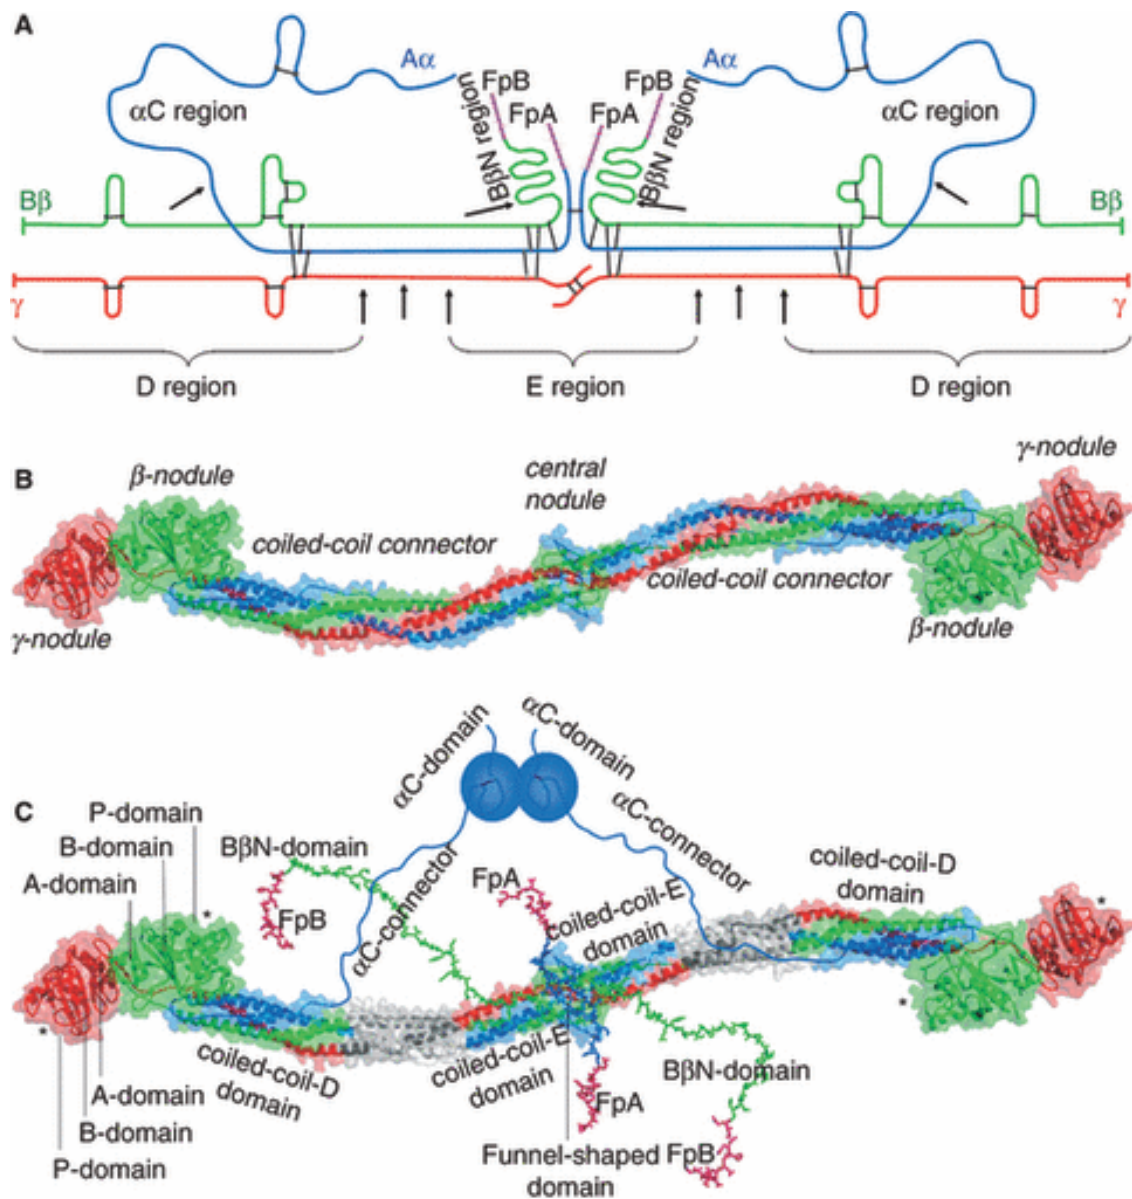 A
Aα
Aα
FpB
FpB
FpA
FpA
BβN region
BβN region
αC region
αC region
Bβ
Bβ
γ
γ
D region
E region
D region
B
β-nodule
central
nodule
γ-nodule
coiled-coil connector
coiled-coil connector
γ-nodule
β-nodule
αC-domain
αC-domain
C
P-domain
B-domain
A-domain
BβN-domain
FpB
αC-connector
αC-connector
FpA
coiled-coil-E
domain
coiled-coil-D
domain
*
*
*
*
coiled-coil-D
domain
coiled-coil-E
domain
BβN-domain
FpA
A-domain
B-domain
P-domain
Funnel-shaped
domain
FpB